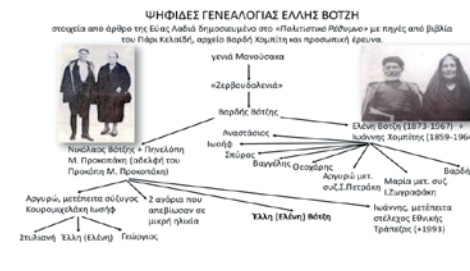 ΨΗΦΙΔΕΣ ΓΕΝΕΑΛΟΓΙΑΣ ΕΛΛΗΣ ΒΟΤΖΗ
στοιχεία από άρθρο της Εύας Λαδιά δημοσιευμένο στο «Πολιτιστικό Ρέθυμνο» με πηγές από βιβλία
του Πάρι Κελαϊδή, αρχείο Βαρδή Χομπίτη και προσωπική έρευνα.
γενιά Μανούσακα
«Ζερβουδολενιά»
Βαρδής Βότζης
Ελένη Βότζη (1873-1967) +
Ιωάννης Χομπίτης (1859-1964
Αναστάσιος
Ιωσήφ
Σπύρος
Βαγγέλης
Θεοχάρης
Αργυρώ μετ.
συζ.Σ.Πετράκη
Μαρία μετ. συζ.
Ι.Ζωγραφάκη
Βαρδή
Νικόλαος Βότζης + Πηνελόπη
Μ. Προκοπάκη (αδελφή του
Προκόπη Μ. Προκοπάκη)
Αργυρώ, μετέπειτα σύζυγος
Κουρομιχελάκη Ιωσήφ
2 αγόρια που
απεβίωσαν σε
μικρή ηλικία
Έλλη (Ελένη) Βότζη
Ιωάννης, μετέπειτα
στέλεχος Εθνικής
Τράπεζας (+1993)
Στυλιανή
Έλλη (Ελένη)
Γεώργιος